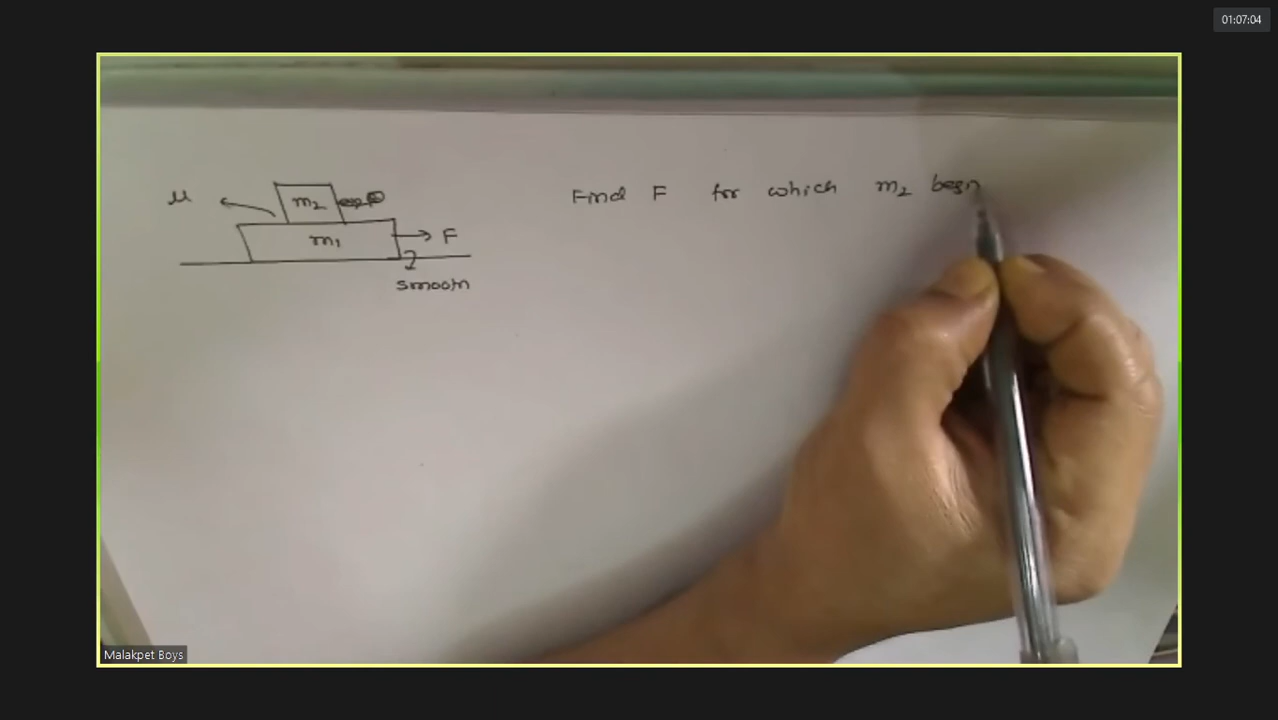 01:07:04
μ
m₂
m₁
F
smooth
Find F for which m₂ begin
Malakpet Boys